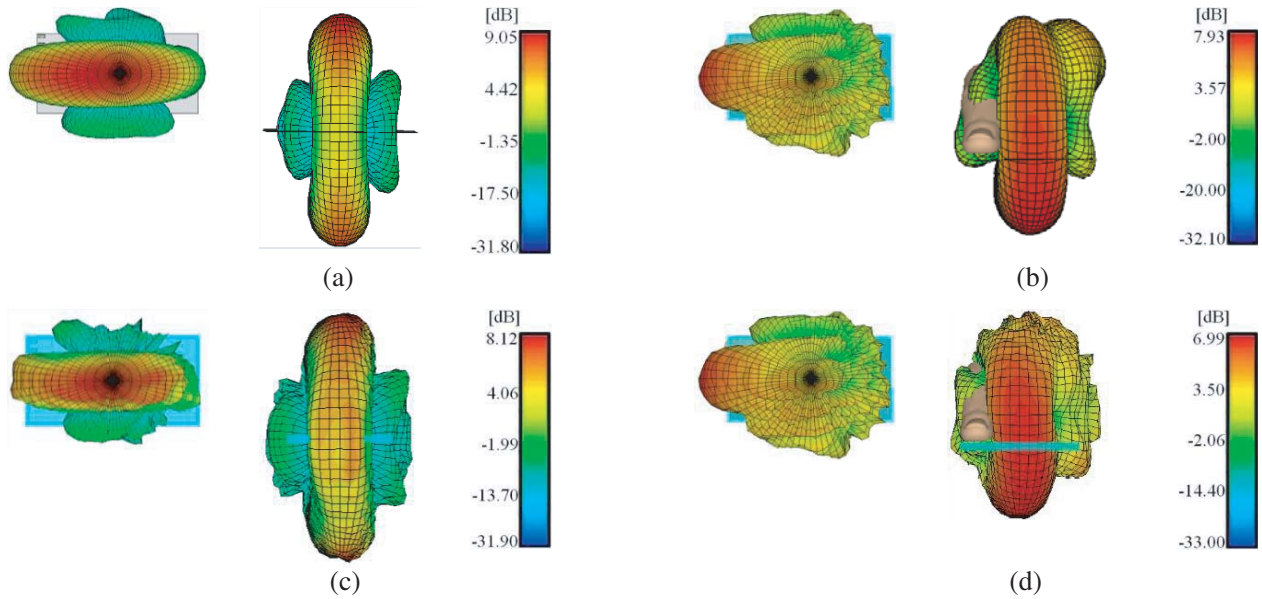 [dB]
9.05
4.42
-1.35
-17.50
-31.80
(a)
[dB]
7.93
3.57
-2.00
-20.00
-32.10
(b)
[dB]
8.12
4.06
-1.99
-13.70
-31.90
(c)
[dB]
6.99
3.50
-2.06
-14.40
-33.00
(d)